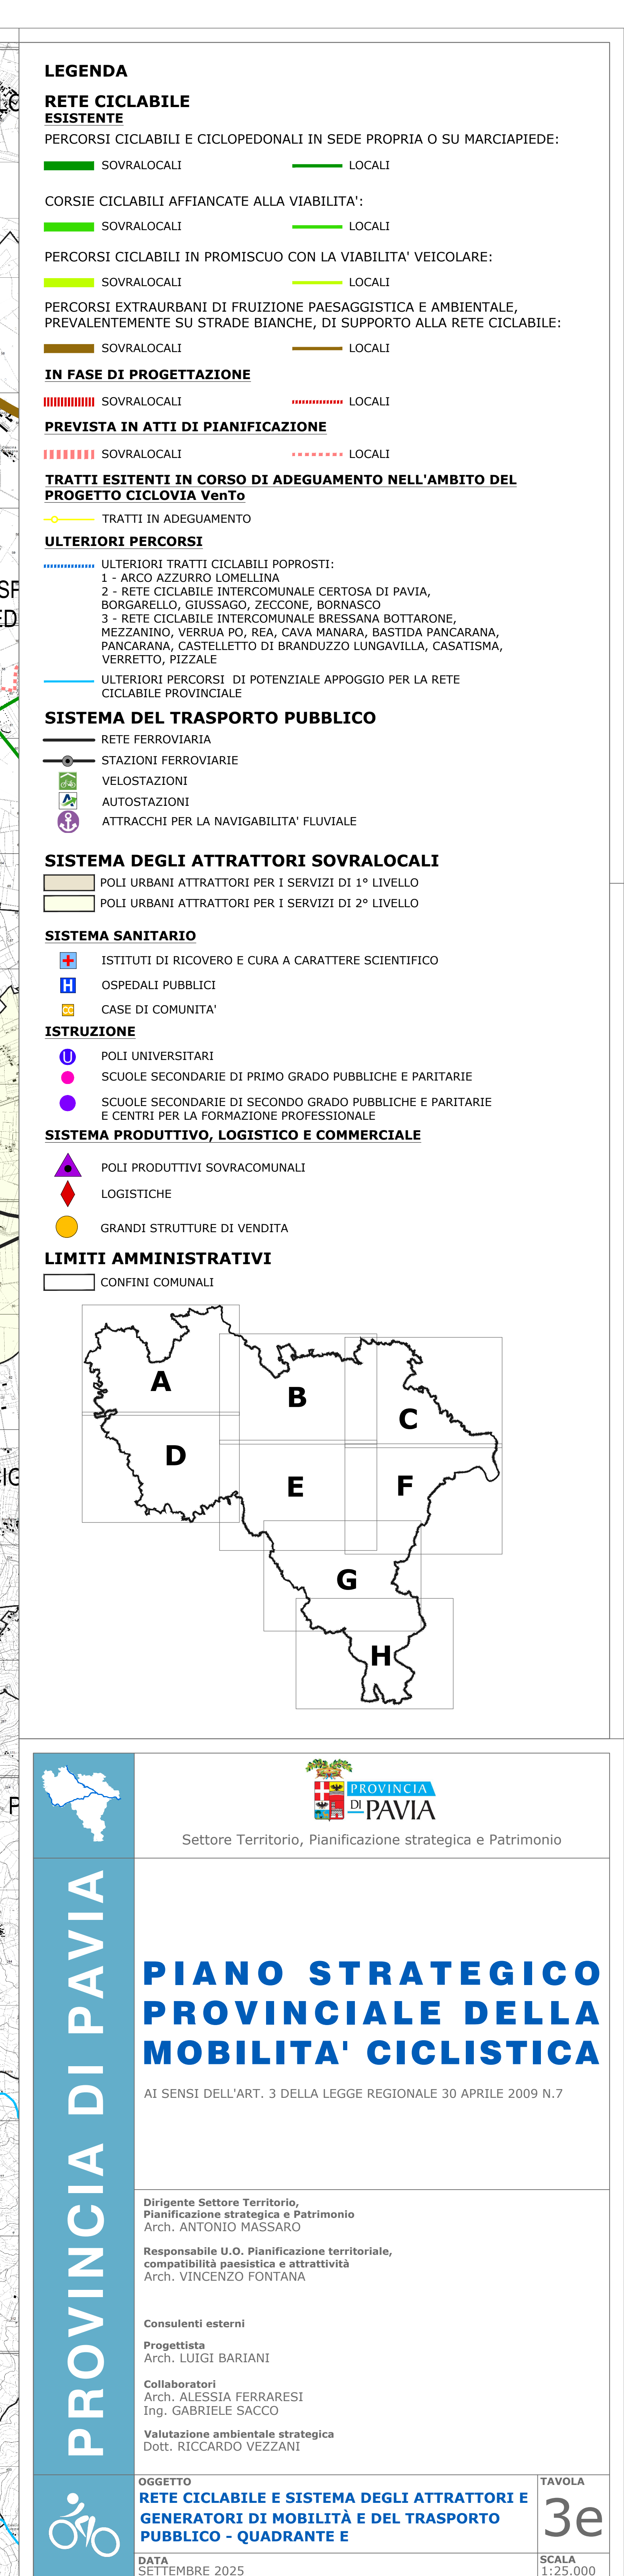 LEGENDA
RETE CICLABILE
ESISTENTE
PERCORSI CICLABILI E CICLOPEDONALI IN SEDE PROPRIA O SU MARCIAPIEDE:
SOVRALOCALI LOCALI
CORSIE CICLABILI AFFIANCATE ALLA VIABILITA':
SOVRALOCALI LOCALI
PERCORSI CICLABILI IN PROMISCUO CON LA VIABILITA' VEICOLARE:
SOVRALOCALI LOCALI
PERCORSI EXTRAURBANI DI FRUIZIONE PAESAGGISTICA E AMBIENTALE,
PREVALENTEMENTE SU STRADE BIANCHE, DI SUPPORTO ALLA RETE CICLABILE:
SOVRALOCALI LOCALI
IN FASE DI PROGETTAZIONE
SOVRALOCALI LOCALI
PREVISTA IN ATTI DI PIANIFICAZIONE
SOVRALOCALI LOCALI
TRATTI ESITENTI IN CORSO DI ADEGUAMENTO NELL'AMBITO DEL
PROGETTO CICLOVIA VenTo
TRATTI IN ADEGUAMENTO
ULTERIORI PERCORSI
ULTERIORI TRATTI CICLABILI POPROSTI:
1 - ARCO AZZURRO LOMELLINA
2 - RETE CICLABILE INTERCOMUNALE CERTOSA DI PAVIA,
BORGARELLO, GIUSSAGO, ZECCONE, BORNASCO
3 - RETE CICLABILE INTERCOMUNALE BRESSANA BOTTARONE,
MEZZANINO, VERRUA PO, REA, CAVA MANARA, BASTIDA PANCARANA,
PANCARANA, CASTELLETTO DI BRANDUZZO LUNGAVILLA, CASATISMA,
VERRETTO, PIZZALE
ULTERIORI PERCORSI DI POTENZIALE APPOGGIO PER LA RETE
CICLABILE PROVINCIALE
SISTEMA DEL TRASPORTO PUBBLICO
RETE FERROVIARIA
STAZIONI FERROVIARIE
VELOSTAZIONI
AUTOSTAZIONI
ATTRACCHI PER LA NAVIGABILITA' FLUVIALE
SISTEMA DEGLI ATTRATTORI SOVRALOCALI
POLI URBANI ATTRATTORI PER I SERVIZI DI 1° LIVELLO
POLI URBANI ATTRATTORI PER I SERVIZI DI 2° LIVELLO
SISTEMA SANITARIO
ISTITUTI DI RICOVERO E CURA A CARATTERE SCIENTIFICO
H OSPEDALI PUBBLICI
CC CASE DI COMUNITA'
ISTRUZIONE
U POLI UNIVERSITARI
SCUOLE SECONDARIE DI PRIMO GRADO PUBBLICHE E PARITARIE
SCUOLE SECONDARIE DI SECONDO GRADO PUBBLICHE E PARITARIE
E CENTRI PER LA FORMAZIONE PROFESSIONALE
SISTEMA PRODUTTIVO, LOGISTICO E COMMERCIALE
POLI PRODUTTIVI SOVRACOMUNALI
LOGISTICHE
GRANDI STRUTTURE DI VENDITA
LIMITI AMMINISTRATIVI
CONFINI COMUNALI
A
B
C
D
E
F
G
H
PROVINCIA
DI PAVIA
Settore Territorio, Pianificazione strategica e Patrimonio
PROVINCIA DI PAVIA
PIANO STRATEGICO
PROVINCIALE DELLA
MOBILITA' CICLISTICA
AI SENSI DELL'ART. 3 DELLA LEGGE REGIONALE 30 APRILE 2009 N.7
Dirigente Settore Territorio,
Pianificazione strategica e Patrimonio
Arch. ANTONIO MASSARO
Responsabile U.O. Pianificazione territoriale,
compatibilità paesistica e attrattività
Arch. VINCENZO FONTANA
Consulenti esterni
Progettista
Arch. LUIGI BARIANI
Collaboratori
Arch. ALESSIA FERRARESI
Ing. GABRIELE SACCO
Valutazione ambientale strategica
Dott. RICCARDO VEZZANI
OGGETTO
RETE CICLABILE E SISTEMA DEGLI ATTRATTORI E
GENERATORI DI MOBILITÀ E DEL TRASPORTO
PUBBLICO - QUADRANTE E
TAVOLA
3e
DATA
SETTEMBRE 2025
SCALA
1:25.000